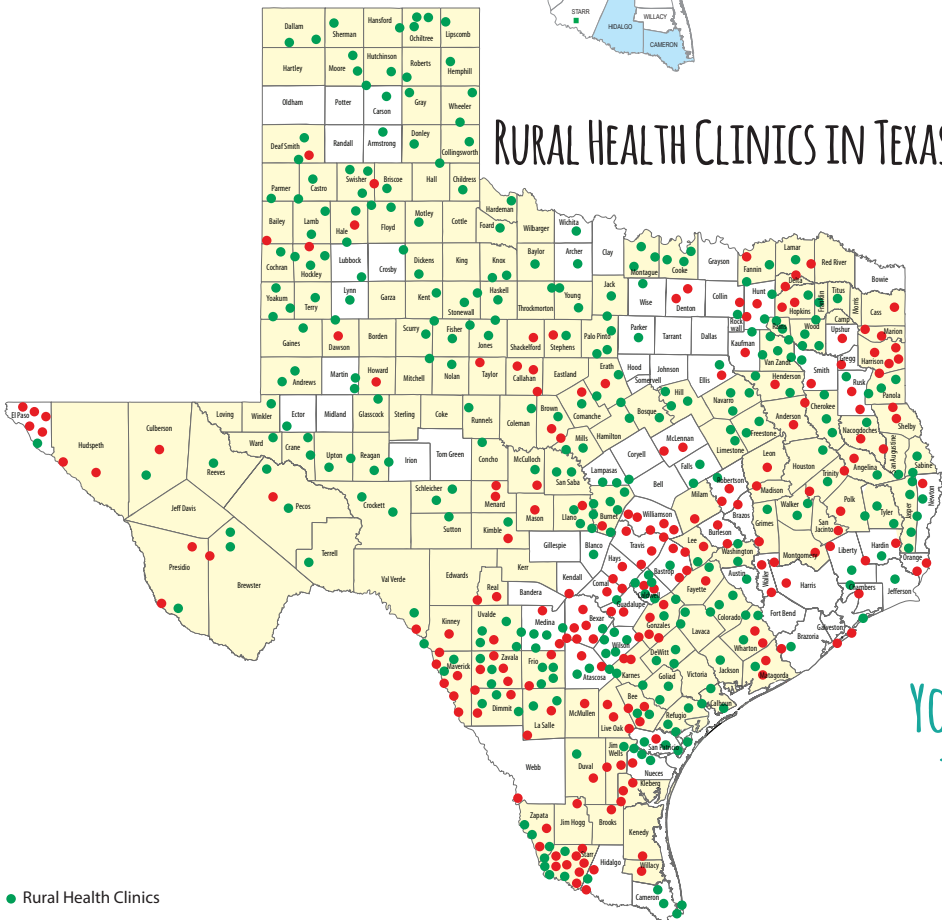 STARR
WILLACY
HIDALGO
CAMERON
RURAL HEALTH CLINICS IN TEXAS
Dallam
Sherman
Hansford
Ochiltree
Lipscomb
Hartley
Moore
Hutchinson
Roberts
Hemphill
Oldham
Potter
Carson
Gray
Wheeler
Deaf Smith
Randall
Armstrong
Donley
Collingsworth
Parmer
Castro
Swisher
Briscoe
Hall
Childress
Bailey
Lamb
Hale
Floyd
Motley
Cottle
Hardeman
Foard
Wilbarger
Wichita
Cochran
Hockley
Lubbock
Crosby
Dickens
King
Knox
Baylor
Archer
Clay
Montague
Cooke
Grayson
Fannin
Lamar
Red River
Bowie
Delta
Yoakum
Terry
Lynn
Garza
Kent
Stonewall
Haskell
Throckmorton
Young
Jack
Wise
Denton
Collin
Hunt
Hopkins
Franklin
Titus
Morris
Cass
Camp
Gaines
Dawson
Borden
Scurry
Fisher
Jones
Shackelford
Stephens
Palo Pinto
Parker
Tarrant
Dallas
Rock wall
Kaufman
Rains
Wood
Upshur
Marion
Van Zandt
Gregg
Harrison
Andrews
Martin
Howard
Mitchell
Nolan
Taylor
Callahan
Eastland
Erath
Hood
Somervell
Johnson
Ellis
Henderson
Smith
Rusk
Panola
El Paso
Hudspeth
Culberson
Loving
Winkler
Ector
Midland
Glasscock
Sterling
Coke
Runnels
Coleman
Brown
Comanche
Bosque
Hill
Navarro
Anderson
Cherokee
Shelby
Ward
Crane
Upton
Reagan
Irion
Tom Green
Concho
McCulloch
Mills
Hamilton
McLennan
Limestone
Freestone
Nacogdoches
San Augustine
Sabine
Reeves
Jeff Davis
Pecos
Crockett
Schleicher
Menard
San Saba
Lampasas
Coryell
Bell
Falls
Robertson
Leon
Houston
Trinity
Angelina
Newton
Sutton
Kimble
Mason
Llano
Burnet
Williamson
Milam
Brazos
Madison
Walker
Polk
Tyler
Jasper
Grimes
San Jacinto
Presidio
Brewster
Terrell
Val Verde
Edwards
Gillespie
Blanco
Travis
Lee
Burleson
Washington
Montgomery
Liberty
Hardin
Orange
Kerr
Real
Bandera
Kendall
Hays
Comal
Caldwell
Bastrop
Fayette
Austin
Waller
Harris
Chambers
Jefferson
Kinney
Uvalde
Medina
Bexar
Guadalupe
Gonzales
Lavaca
Colorado
Fort Bend
Galveston
Brazoria
Maverick
Zavala
Frio
Atascosa
Wilson
Karnes
DeWitt
Jackson
Wharton
Matagorda
Dimmit
La Salle
McMullen
Live Oak
Bee
Goliad
Victoria
Refugio
Calhoun
YO
Webb
Duval
Jim Wells
San Patricio
Nueces
Kleberg
Zapata
Jim Hogg
Brooks
Kenedy
Starr
Hidalgo
Willacy
Cameron
Rural Health Clinics